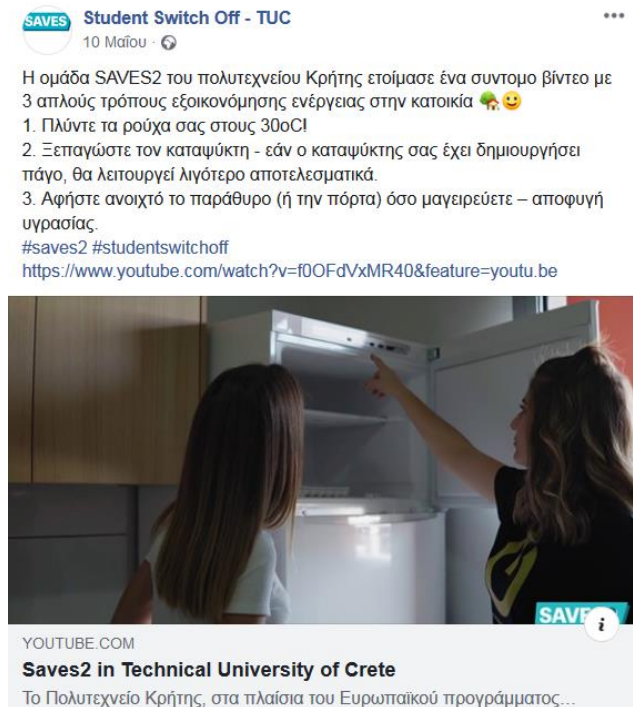 SAVES
Student Switch Off - TUC
10 Μαΐου
Η ομάδα SAVES2 του πολυτεχνείου Κρήτης ετοίμασε ένα συντομο βίντεο με
3 απλούς τρόπους εξοικονόμησης ενέργειας στην κατοικία 🏡🙂
1. Πλύντε τα ρούχα σας στους 30οC!
2. Ξεπαγώστε τον καταψύκτη - εάν ο καταψύκτης σας έχει δημιουργήσει
πάγο, θα λειτουργεί λιγότερο αποτελεσματικά.
3. Αφήστε ανοιχτό το παράθυρο (ή την πόρτα) όσο μαγειρεύετε – αποφυγή
υγρασίας.
#saves2 #studentswitchoff
https://www.youtube.com/watch?v=f0OFdVxMR40&feature=youtu.be
SAVE
i
YOUTUBE.COM
Saves2 in Technical University of Crete
Το Πολυτεχνείο Κρήτης, στα πλαίσια του Ευρωπαϊκού προγράμματος…